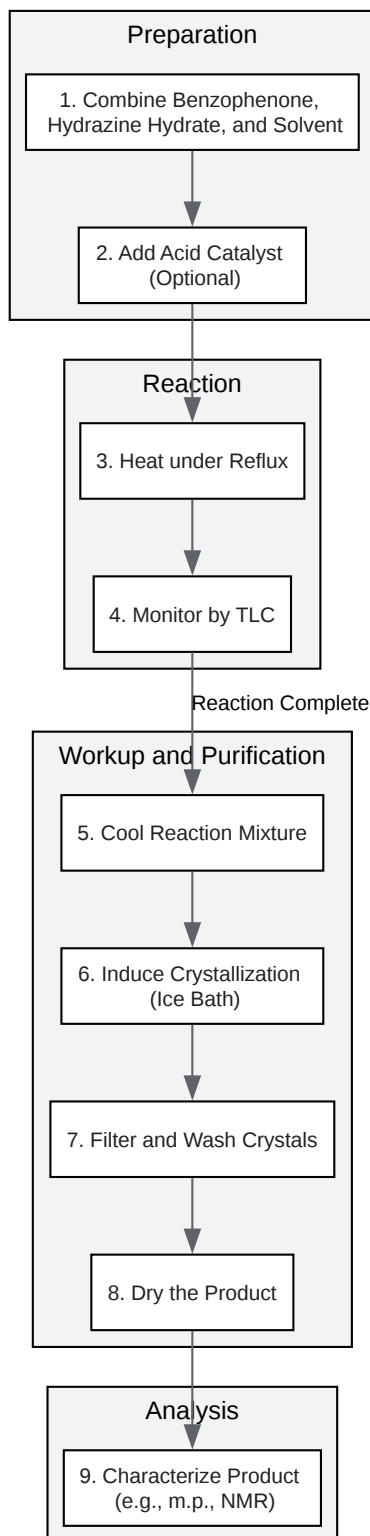 Preparation
1. Combine Benzophenone,
Hydrazine Hydrate, and Solvent
2. Add Acid Catalyst
(Optional)
Reaction
3. Heat under Reflux
4. Monitor by TLC
Reaction Complete
Workup and Purification
5. Cool Reaction Mixture
6. Induce Crystallization
(Ice Bath)
7. Filter and Wash Crystals
8. Dry the Product
Analysis
9. Characterize Product
(e.g., m.p., NMR)